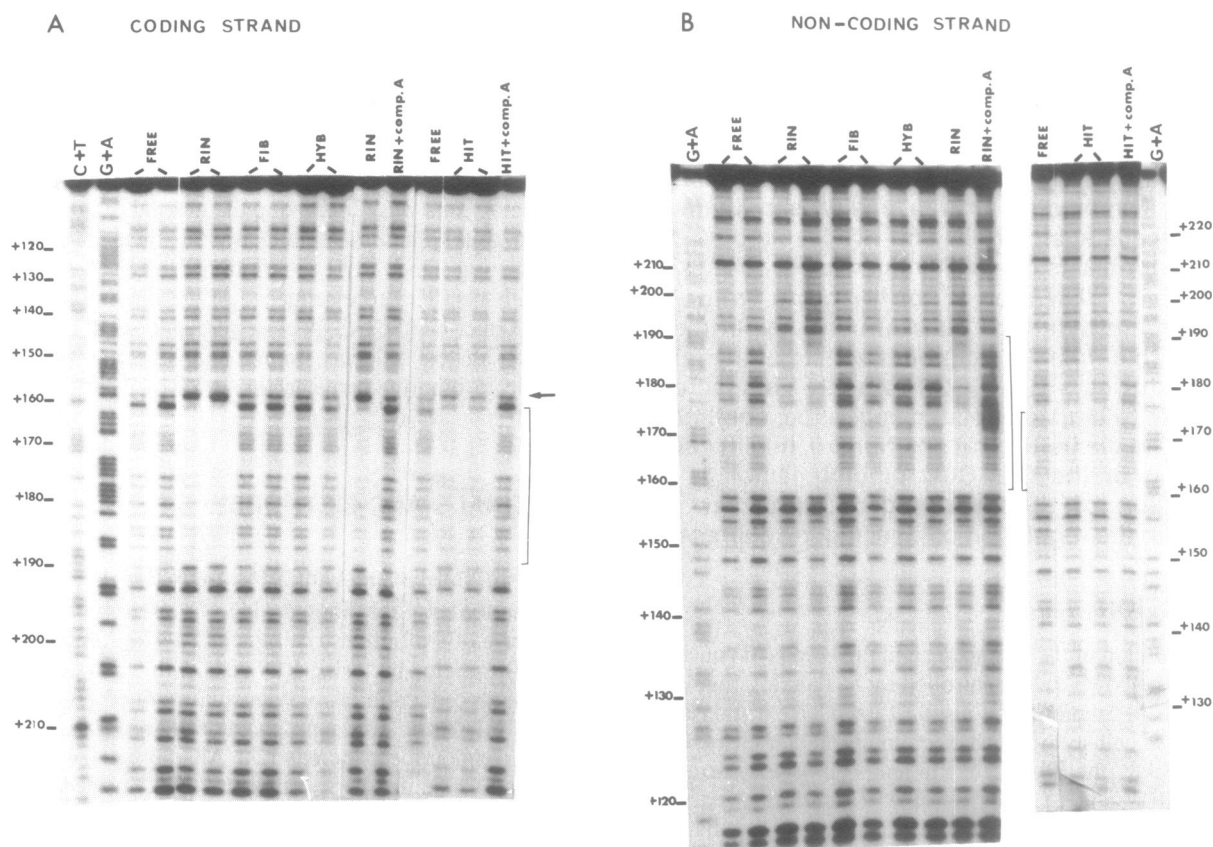 A CODING STRAND
C+T
G+A
FREE
RIN
FIB
HYB
RIN
RIN+comp. A
FREE
HIT
HIT+comp. A
+120
+130
+140
+150
+160
+170
+180
+190
+200
+210
B NON-CODING STRAND
G+A
FREE
RIN
FIB
HYB
RIN
RIN+comp. A
+210
+200
+190
+180
+170
+160
+150
+140
+130
+120
FREE
HIT
HIT+comp. A
G+A
+220
+210
+200
+190
+180
+170
+160
+150
+140
+130